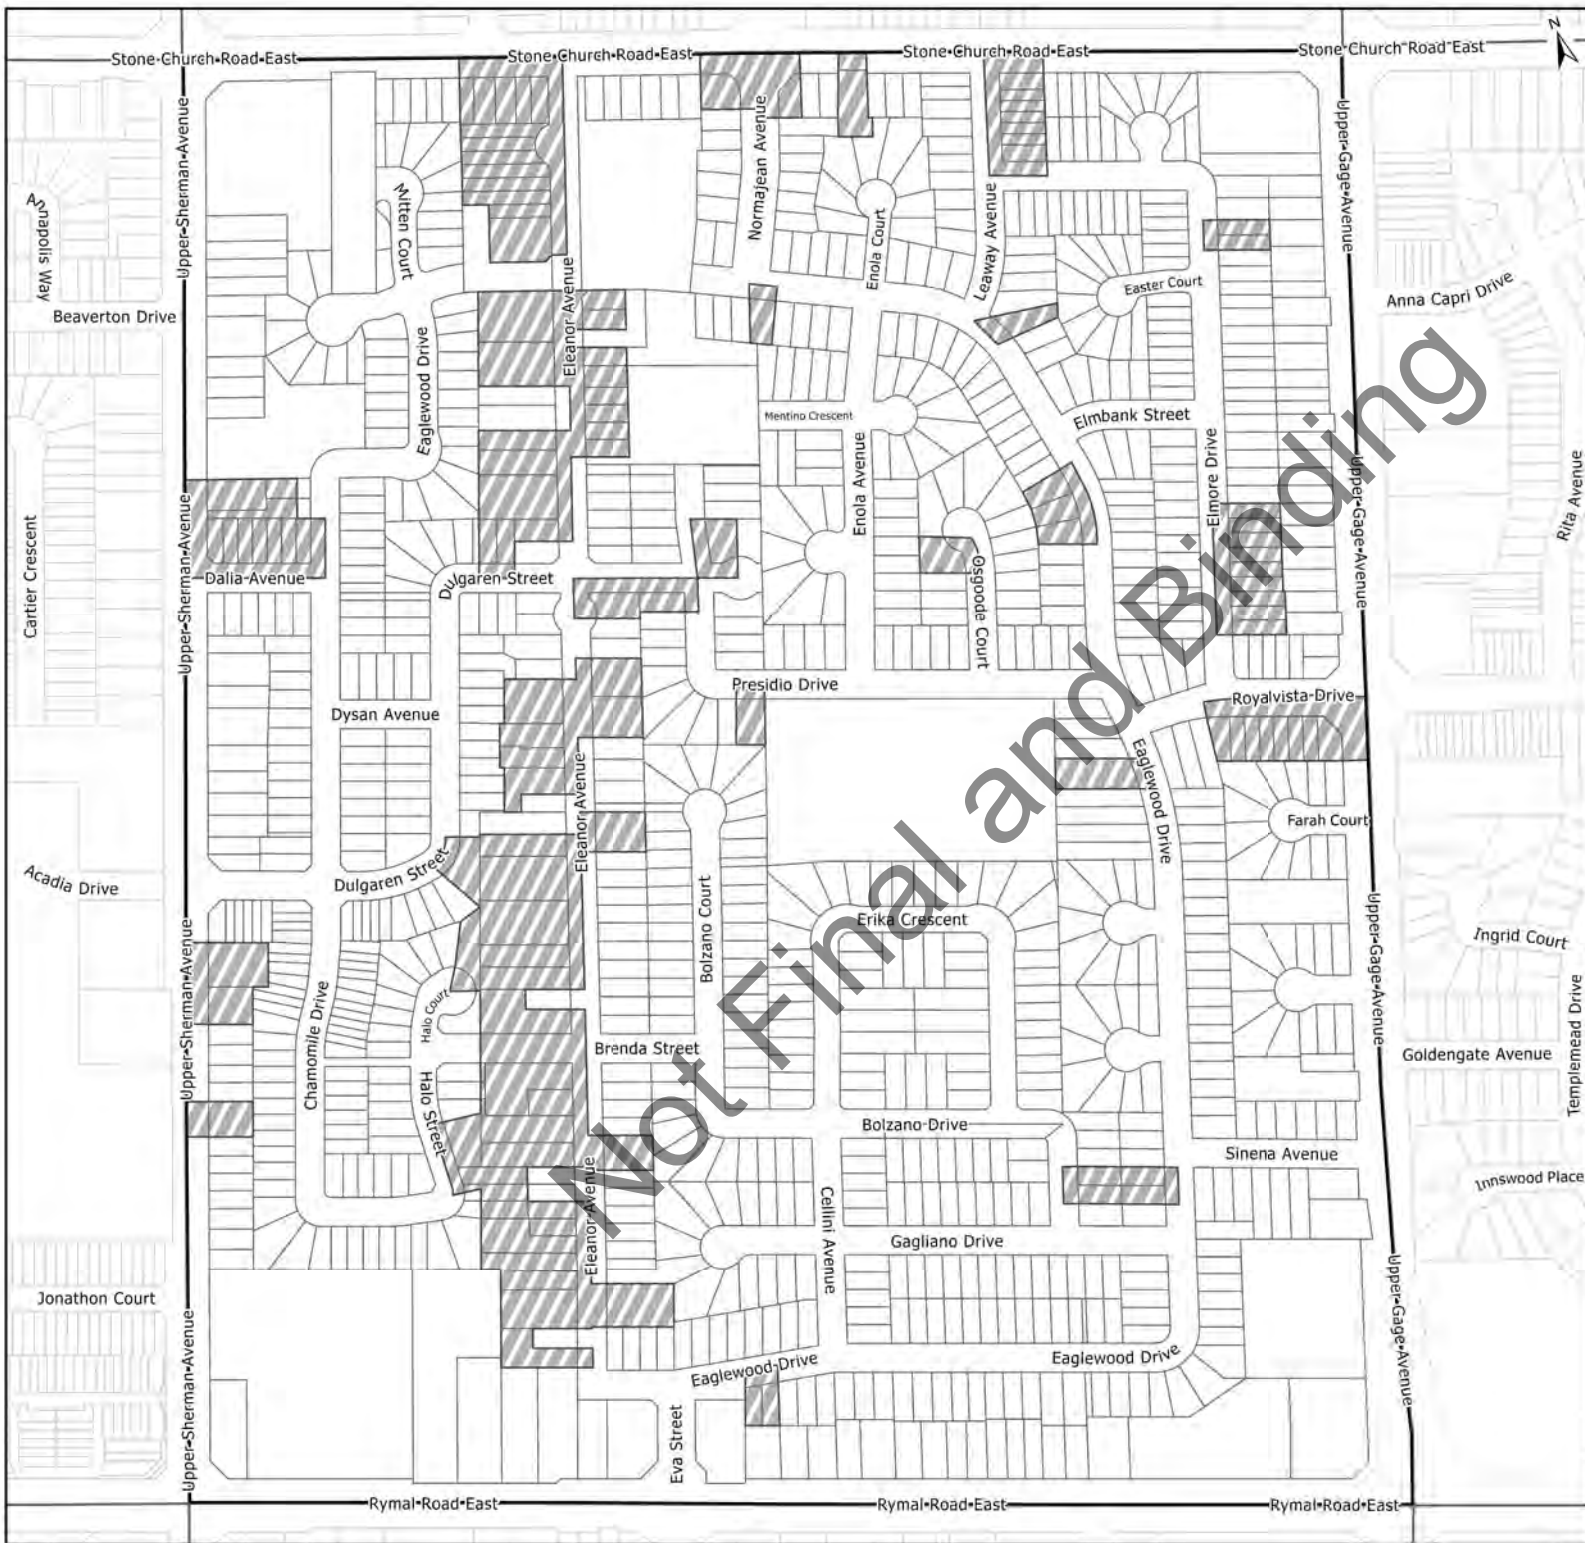 Stone Church Road East
Stone Church Road East
Stone Church Road East
Stone Church Road East
N
Upper Sherman Avenue
Upper Gage Avenue
Normajean Avenue
Mitten Court
Annapolis Way
Leaway Avenue
Enola Court
Eleanor Avenue
Easter Court
Anna Capri Drive
Beaverton Drive
Eaglewood Drive
Mentino Crescent
Elmbank Street
Enola Avenue
Elmore Drive
Upper Gage Avenue
Rita Avenue
Upper Sherman Avenue
Cartier Crescent
Dalia Avenue
Dulgaren Street
Osgoode Court
Presidio Drive
Royalvista Drive
Dysan Avenue
Eaglewood Drive
Eleanor Avenue
Farah Court
Acadia Drive
Dulgaren Street
Bolzano Court
Erika Crescent
Upper Gage Avenue
Ingrid Court
Upper Sherman Avenue
Chamomile Drive
Halo Court
Brenda Street
Goldengate Avenue
Templemead Drive
Halo Street
Bolzano Drive
Sinena Avenue
Innswood Place
Eleanor Avenue
Cellini Avenue
Gagliano Drive
Jonathon Court
Upper Gage Avenue
Upper Sherman Avenue
Eaglewood Drive
Eaglewood Drive
Eva Street
Rymal Road East
Rymal Road East
Rymal Road East
Not Final and Binding